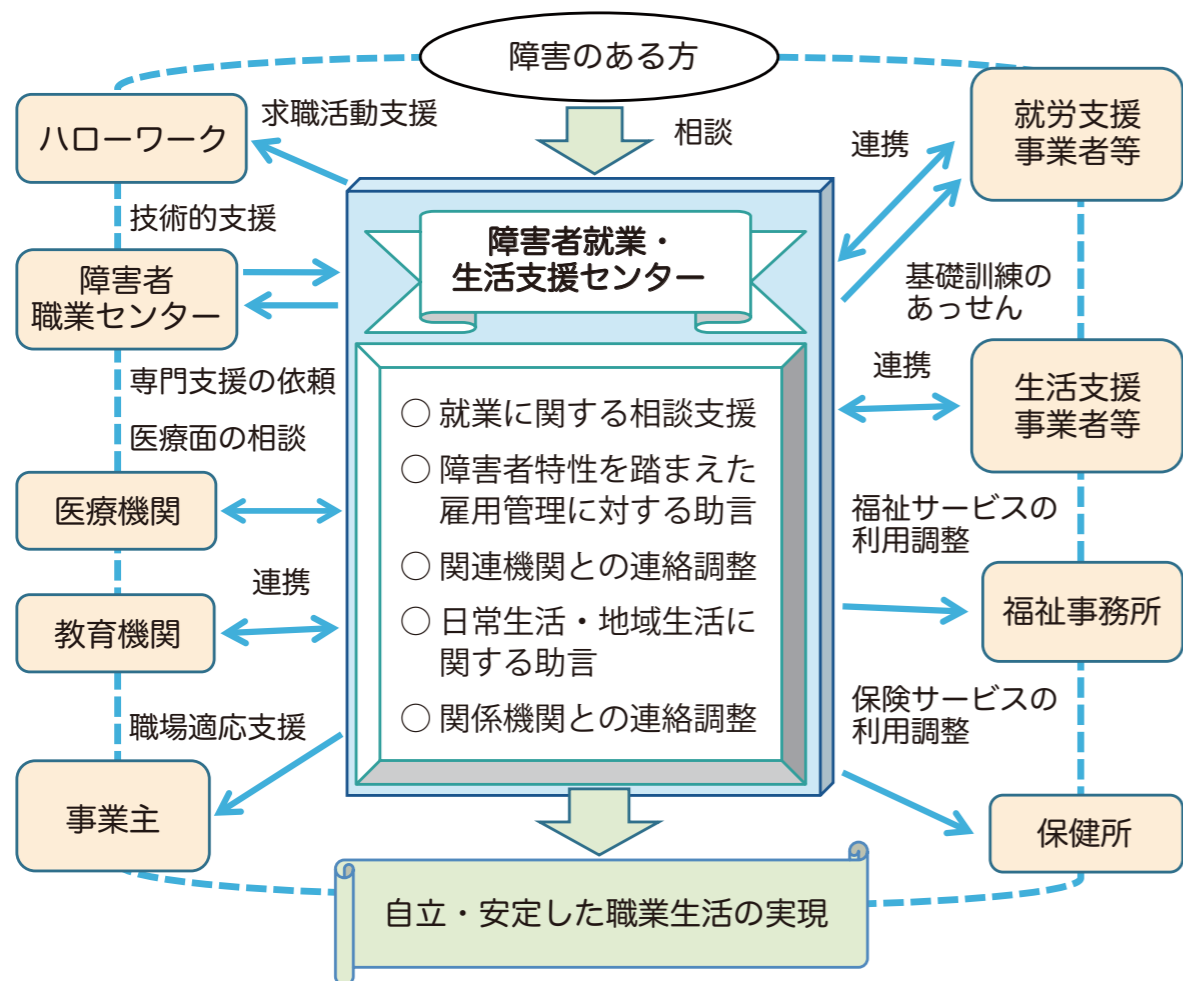 障害のある方
相談
ハローワーク
求職活動支援
技術的支援
障害者
職業センター
専門支援の依頼
医療面の相談
医療機関
連携
教育機関
職場適応支援
事業主
障害者就業・
生活支援センター
○ 就業に関する相談支援
○ 障害者特性を踏まえた
雇用管理に対する助言
○ 関連機関との連絡調整
○ 日常生活・地域生活に
関する助言
○ 関係機関との連絡調整
連携
就労支援
事業者等
基礎訓練の
あっせん
連携
生活支援
事業者等
福祉サービスの
利用調整
福祉事務所
保険サービスの
利用調整
保健所
自立・安定した職業生活の実現